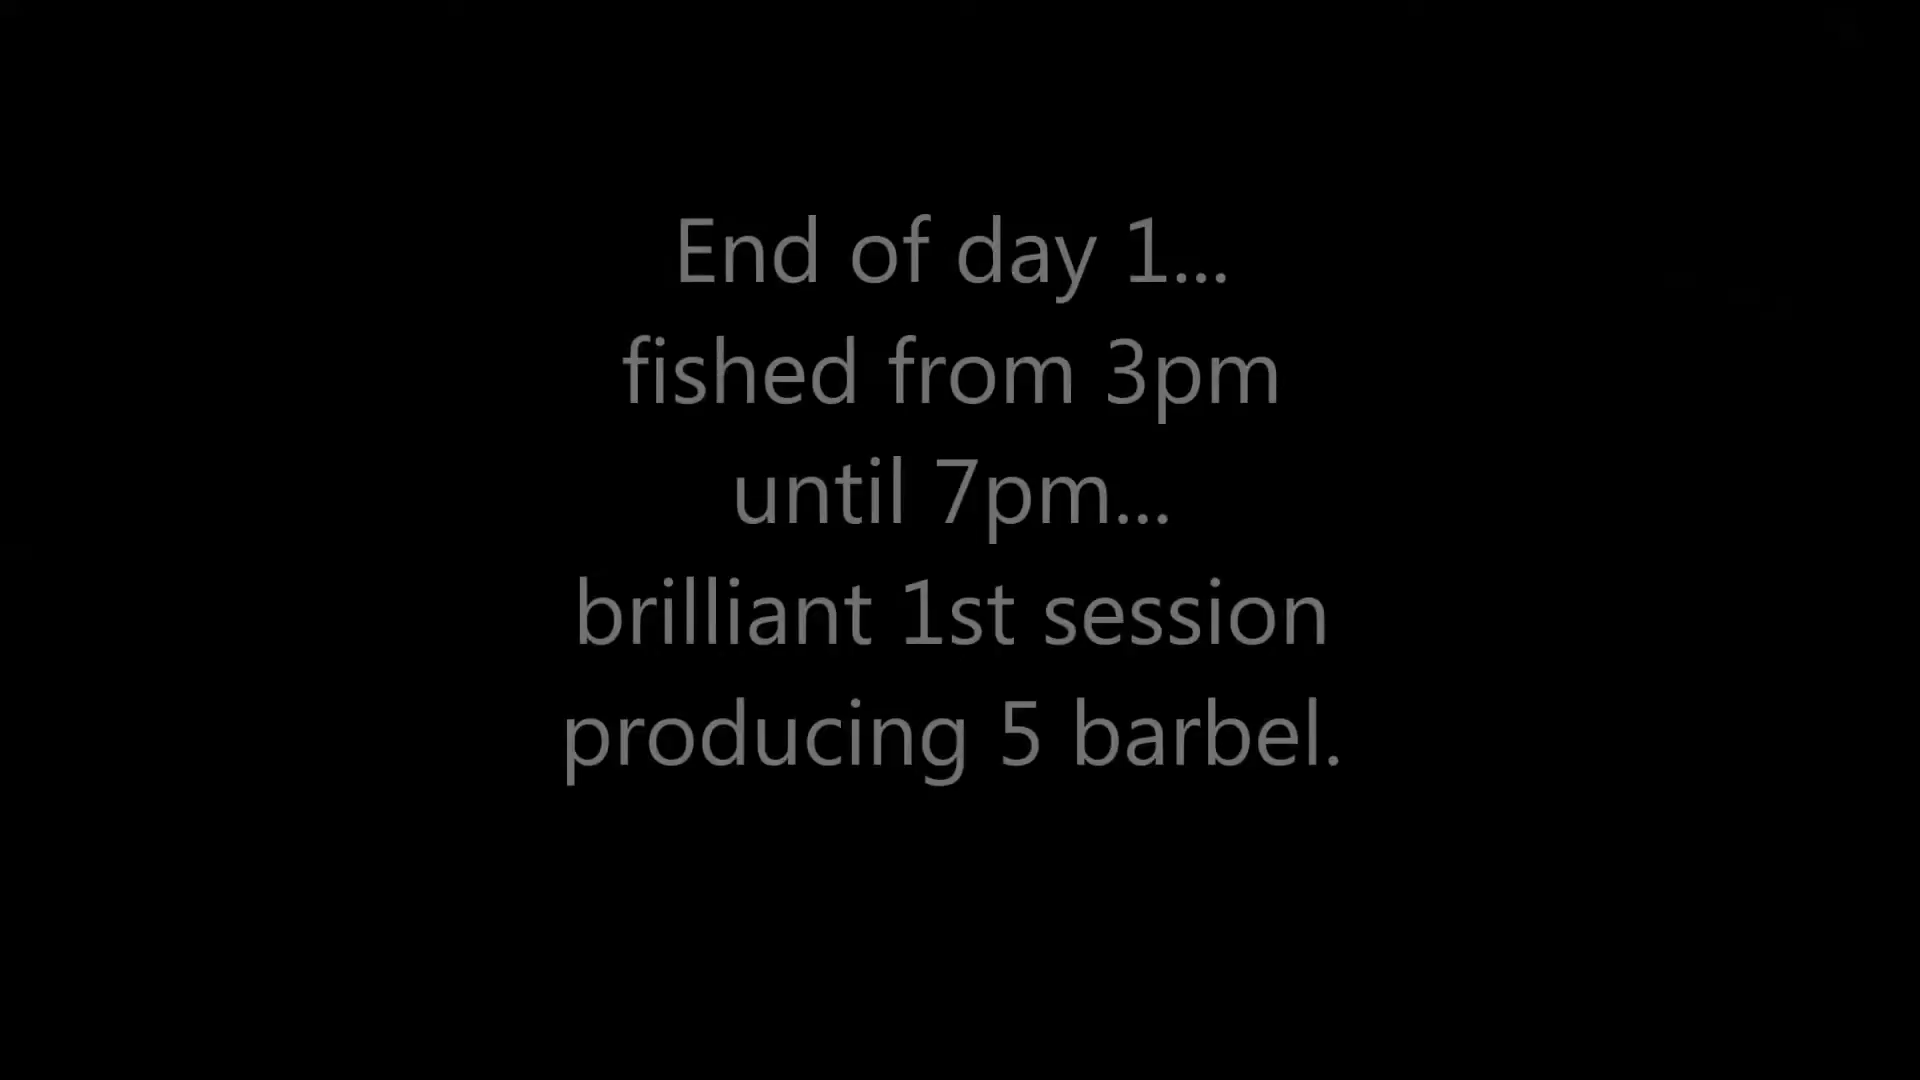 End of day 1...
fished from 3pm
until 7pm...
brilliant 1st session
producing 5 barbel.